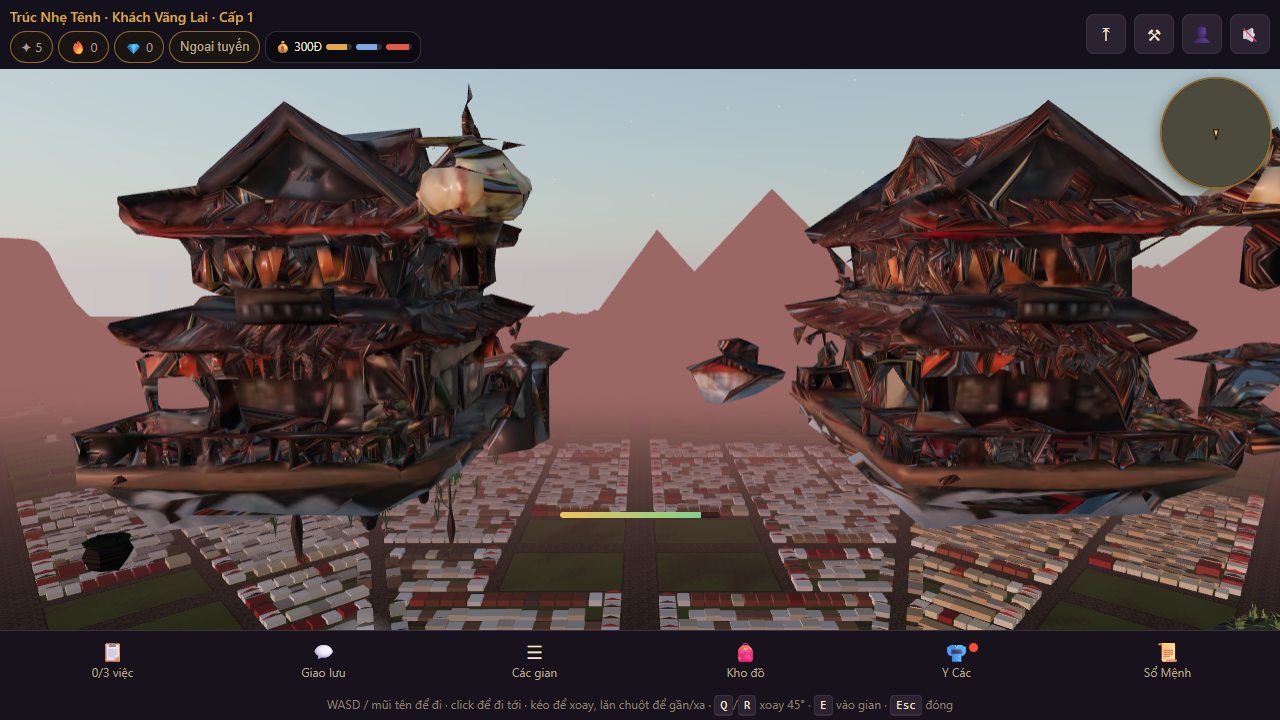 Trúc Nhẹ Tênh · Khách Vãng Lai · Cấp 1
✦ 5
0
0
Ngoại tuyến
300Đ
0/3 việc
Giao lưu
Các gian
Kho đồ
Y Các
Sổ Mệnh
WASD / mũi tên để đi · click để đi tới · kéo để xoay, lăn chuột để gần/xa · Q / R xoay 45° · E vào gian · Esc đóng